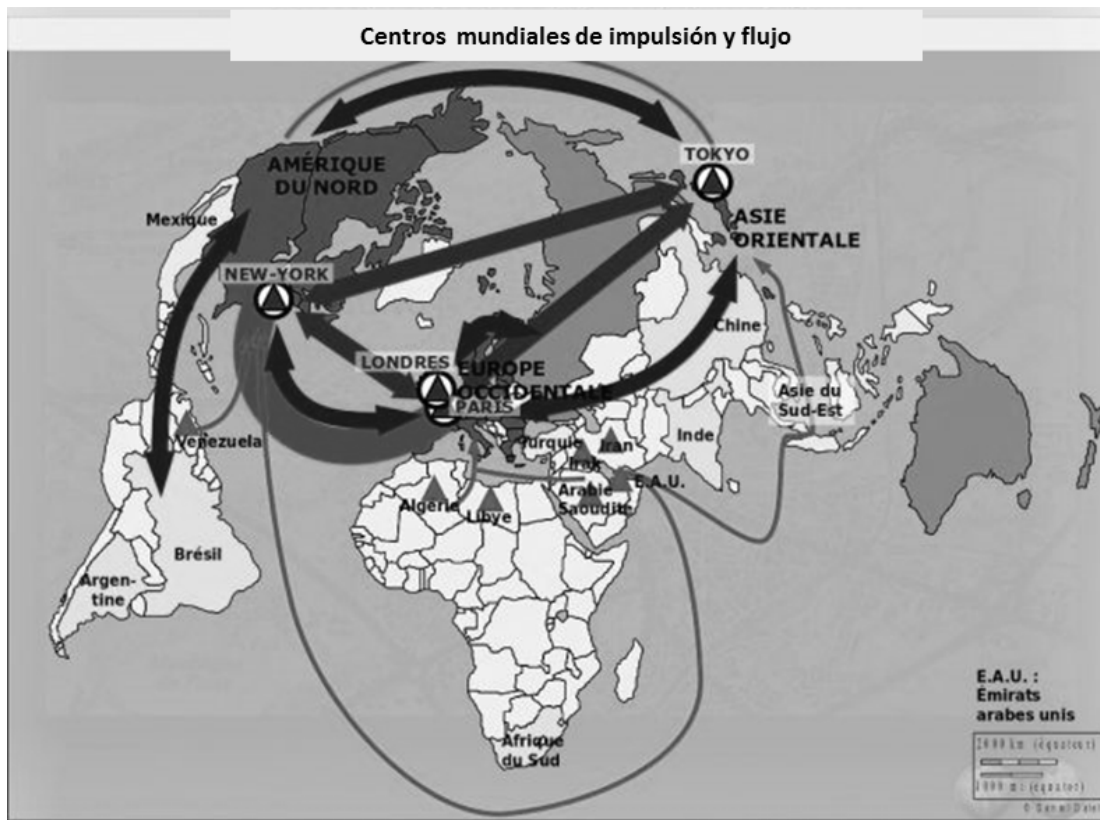 Centros mundiales de impulsión y flujo
TOKYO
AMÉRIQUE
DU NORD
Mexique
ASIE
ORIENTALE
NEW-YORK
Chine
LONDRES
EUROPE
OCCIDENTALE
PARIS
Asie du
Sud-Est
Venezuela
Turquie
Iran
Inde
Irak
E.A.U.
Algérie
Libye
Arabie
Saoudite
Brésil
Argen-
tine
Afrique
du Sud
E.A.U. :
Émirats
arabes unis